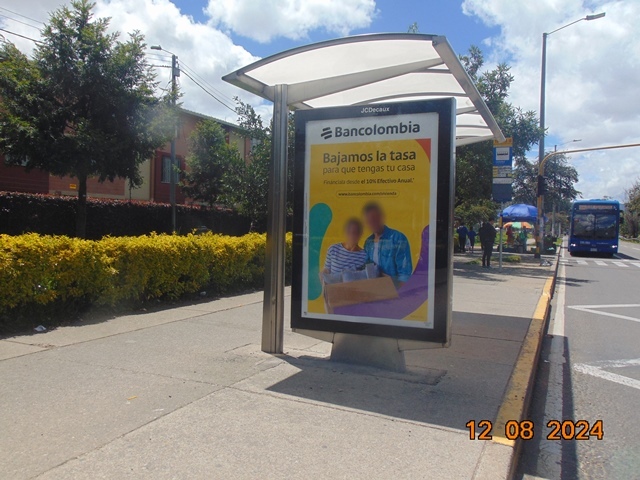 JCDecaux
Bancolombia
Bajamos la tasa
para que tengas tu casa
12 08 2024